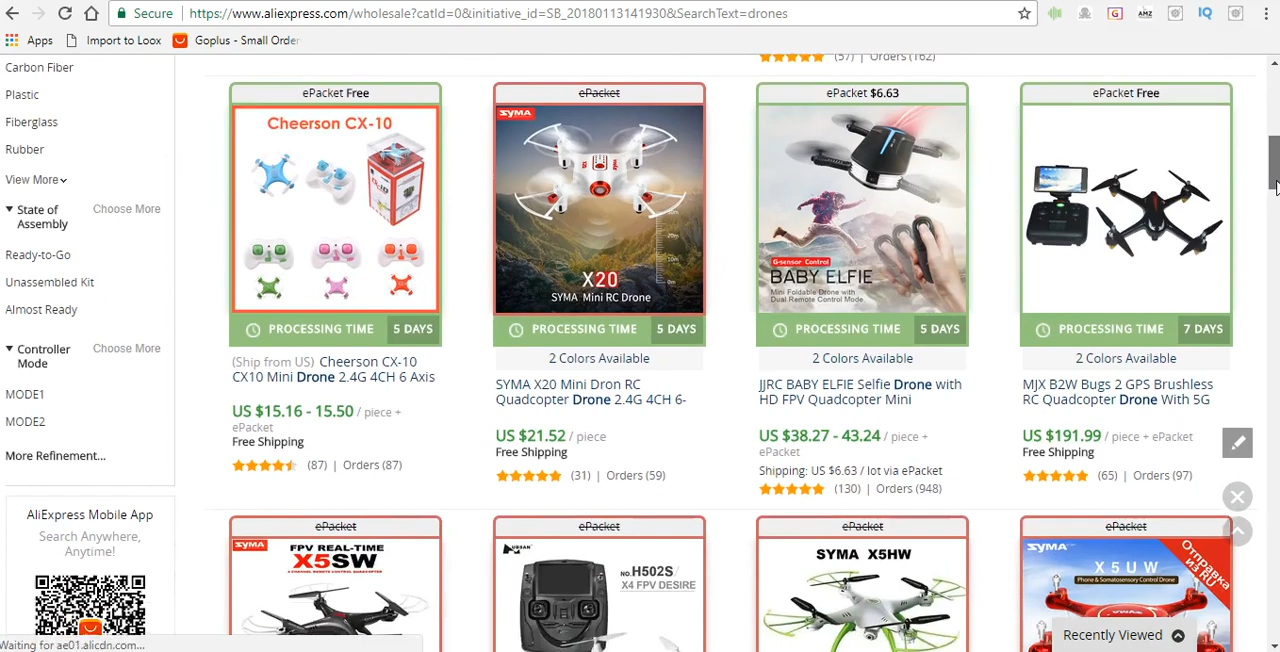 Secure
https://www.aliexpress.com/wholesale?catId=0&initiative_id=SB_20180113141930&SearchText=drones
G
AMZ
IQ
Apps
Import to Loox
Goplus - Small Order
Carbon Fiber
Plastic
Fiberglass
Rubber
View More
State of Assembly
Choose More
Ready-to-Go
Unassembled Kit
Almost Ready
Controller Mode
Choose More
MODE1
MODE2
More Refinement...
AliExpress Mobile App
Search Anywhere,
Anytime!
(57) | Orders (162)
ePacket Free
Cheerson CX-10
PROCESSING TIME 5 DAYS
(Ship from US) Cheerson CX-10
CX10 Mini Drone 2.4G 4CH 6 Axis
US $15.16 - 15.50 / piece +
ePacket
Free Shipping
(87) | Orders (87)
ePacket
SYMA
X20
SYMA Mini RC Drone
PROCESSING TIME 5 DAYS
2 Colors Available
SYMA X20 Mini Dron RC
Quadcopter Drone 2.4G 4CH 6-
US $21.52 / piece
Free Shipping
(31) | Orders (59)
ePacket $6.63
G-sensor Control
BABY ELFIE
Mini Foldable Drone with
Dual Remote Control Mode
PROCESSING TIME 5 DAYS
2 Colors Available
JJRC BABY ELFIE Selfie Drone with
HD FPV Quadcopter Mini
US $38.27 - 43.24 / piece +
ePacket
Shipping: US $6.63 / lot via ePacket
(130) | Orders (948)
ePacket Free
PROCESSING TIME 7 DAYS
2 Colors Available
MJX B2W Bugs 2 GPS Brushless
RC Quadcopter Drone With 5G
US $191.99 / piece + ePacket
Free Shipping
(65) | Orders (97)
ePacket
SYMA
FPV REAL-TIME
X5SW
ePacket
NO.H502S/
X4 FPV DESIRE
ePacket
SYMA X5HW
ePacket
SYMA
X5UW
Phone & Somatosensory Control Drone
Отправка
из RU
Recently Viewed
Waiting for ae01.alicdn.com...